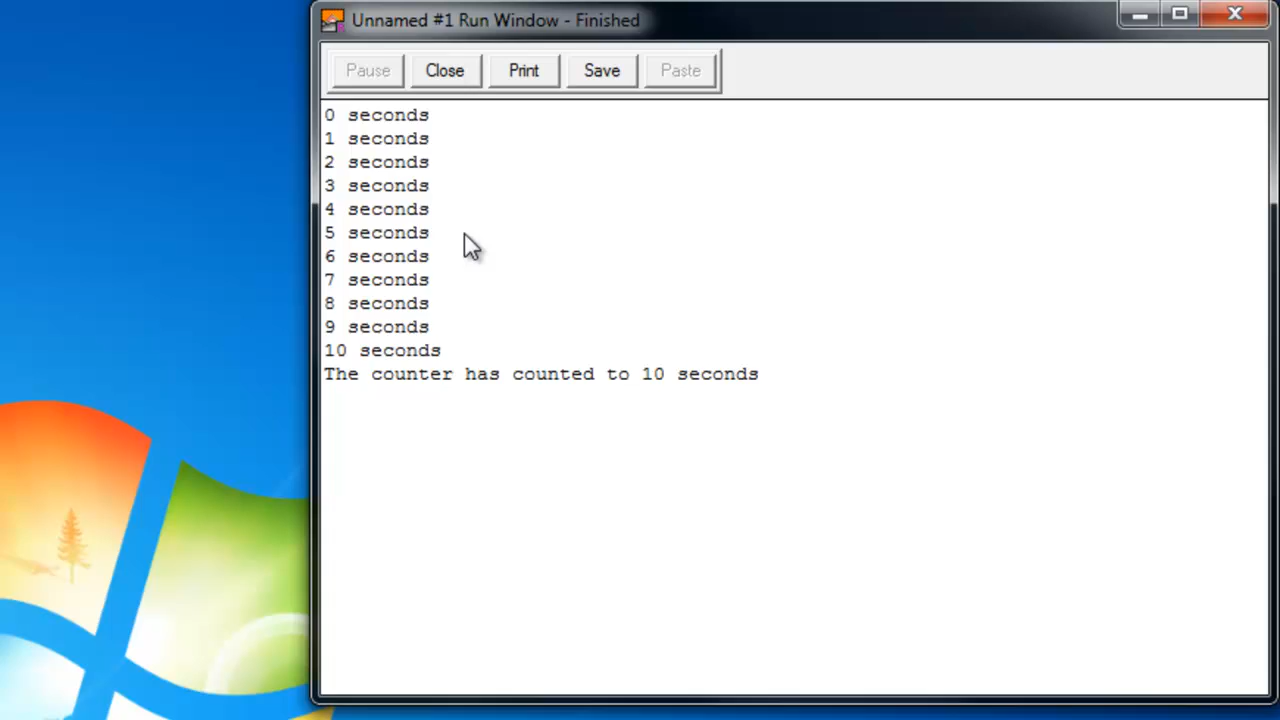 Unnamed #1 Run Window - Finished
Pause Close Print Save Paste
0 seconds
1 seconds
2 seconds
3 seconds
4 seconds
5 seconds
6 seconds
7 seconds
8 seconds
9 seconds
10 seconds
The counter has counted to 10 seconds